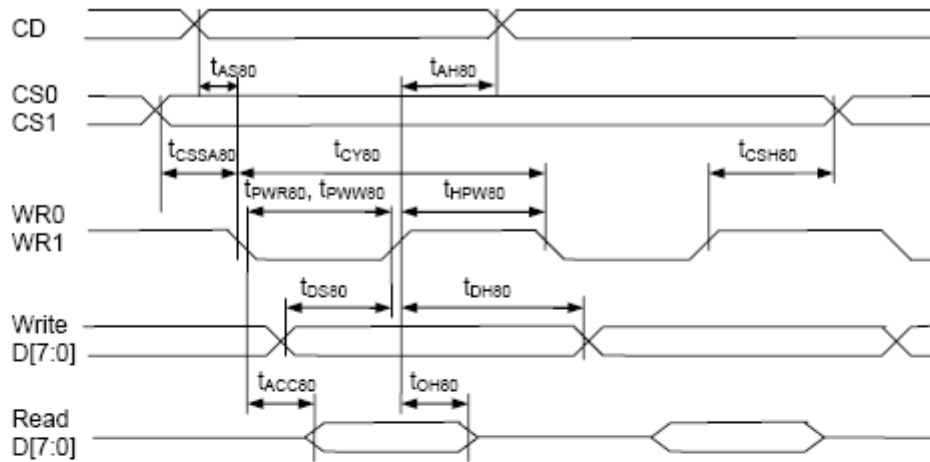 CD
tAS80
tAH80
CS0
CS1
tCSSA80
tCY80
tCSH80
tPWR80, tPWW80
tHPW80
WR0
WR1
tDS80
tDH80
Write
D[7:0]
tACC80
tOH80
Read
D[7:0]